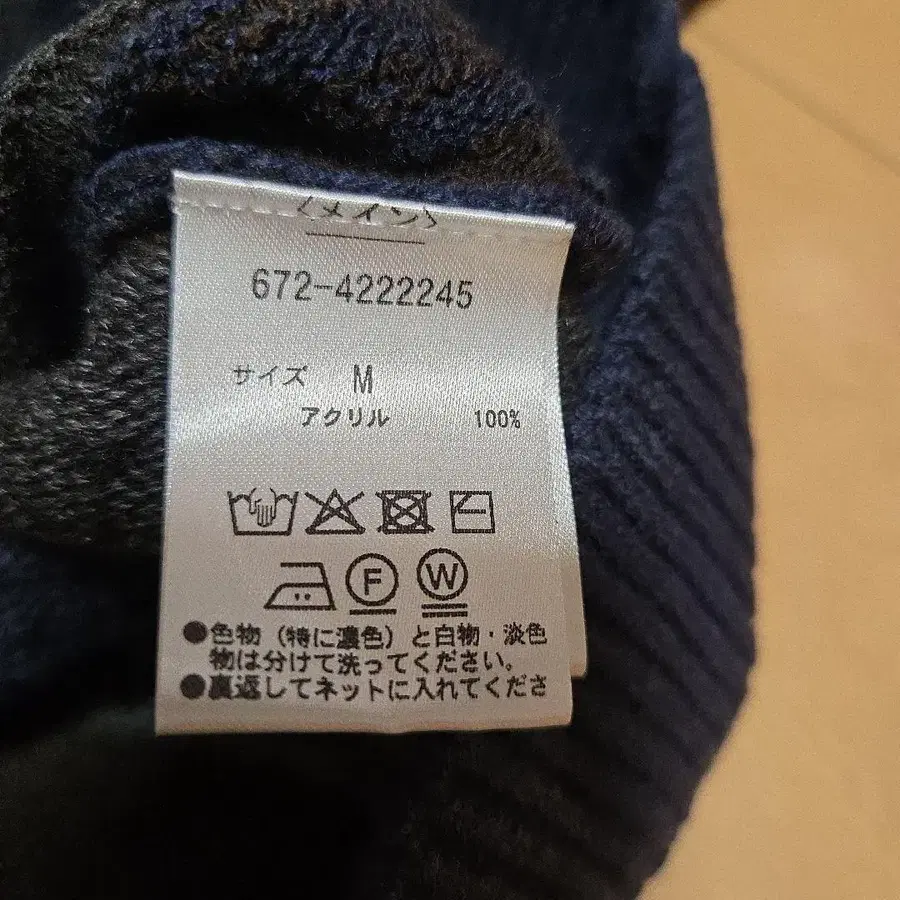 〈メイン〉
672-4222245
サイズ M
アクリル 100%
F W
●色物（特に濃色）と白物・淡色
物は分けて洗ってください。
●裏返してネットに入れてくださ